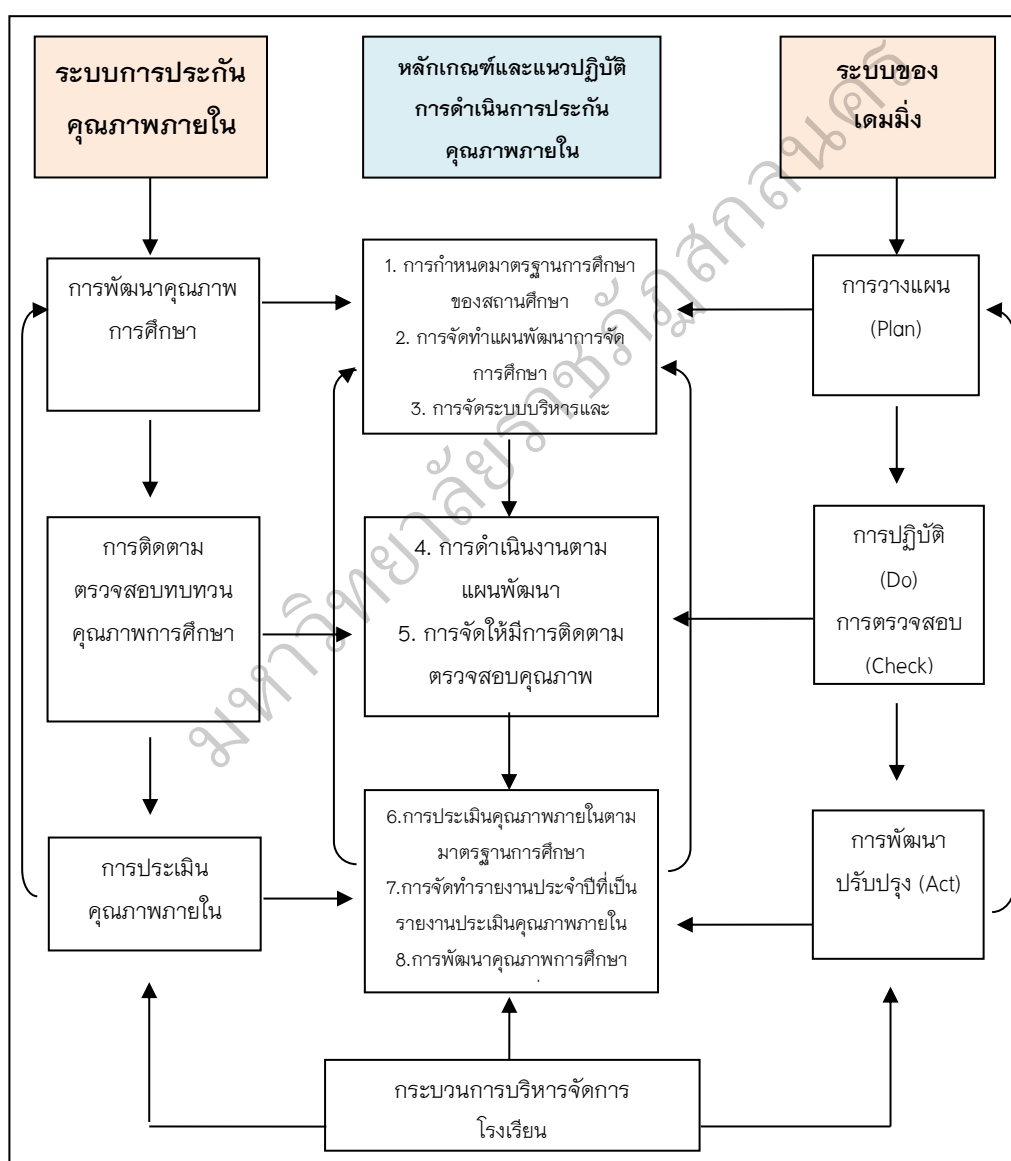 ระบบการประกัน
คุณภาพภายใน
หลักเกณฑ์และแนวปฏิบัติ
การดำเนินการประกัน
คุณภาพภายใน
ระบบของ
เดมมิ่ง
การพัฒนาคุณภาพ
การศึกษา
1. การกำหนดมาตรฐานการศึกษา
ของสถานศึกษา
2. การจัดทำแผนพัฒนาการจัด
การศึกษา
3. การจัดระบบบริหารและ
การวางแผน
(Plan)
การติดตาม
ตรวจสอบทบทวน
คุณภาพการศึกษา
4. การดำเนินงานตาม
แผนพัฒนา
5. การจัดให้มีการติดตาม
ตรวจสอบคุณภาพ
การปฏิบัติ
(Do)
การตรวจสอบ
(Check)
การประเมิน
คุณภาพภายใน
6.การประเมินคุณภาพภายในตาม
มาตรฐานการศึกษา
7.การจัดทำรายงานประจำปีที่เป็น
รายงานประเมินคุณภาพภายใน
8.การพัฒนาคุณภาพการศึกษา
การพัฒนา
ปรับปรุง (Act)
กระบวนการบริหารจัดการ
โรงเรียน
มหาวิทยาลัยราชภัฏสกลนคร